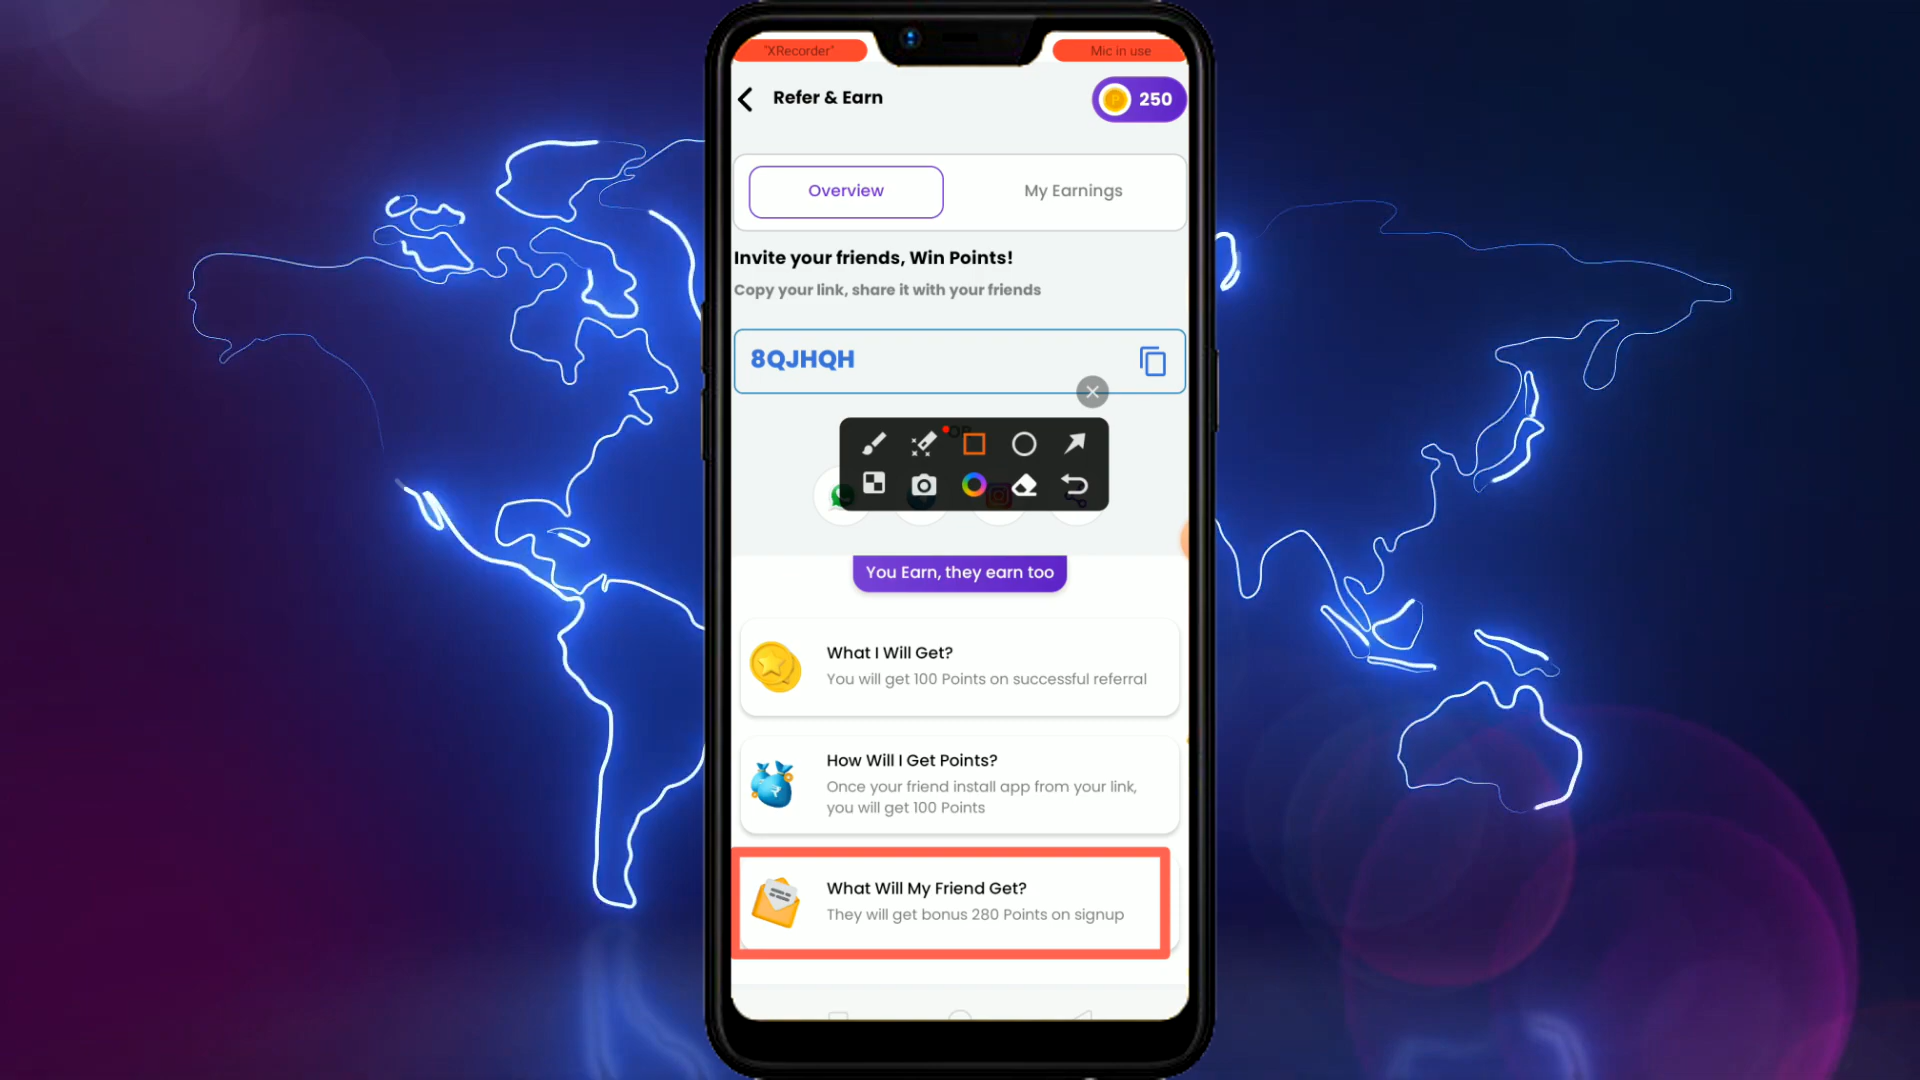 "XRecorder"
Mic in use
Refer & Earn
250
Overview
My Earnings
Invite your friends, Win Points!
Copy your link, share it with your friends
8QJHQH
OR
You Earn, they earn too
What I Will Get?
You will get 100 Points on successful referral
How Will I Get Points?
Once your friend install app from your link,
you will get 100 Points
What Will My Friend Get?
They will get bonus 280 Points on signup